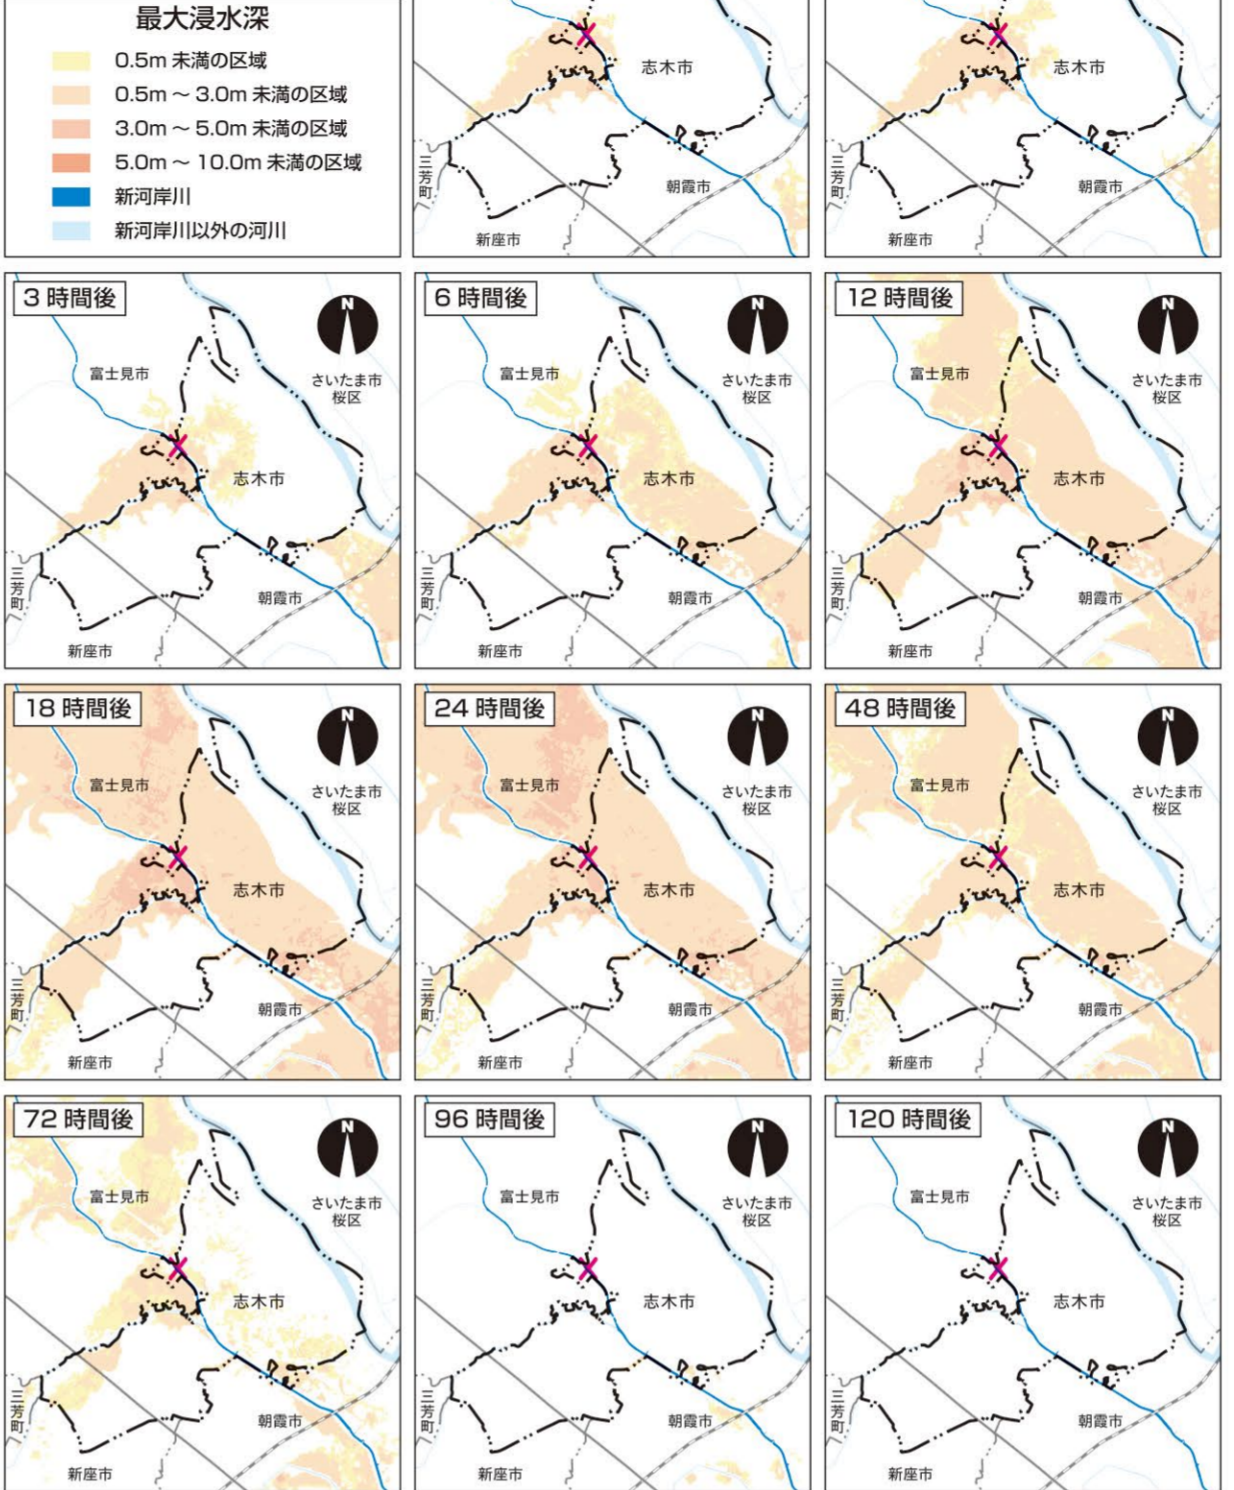 最大浸水深
0.5m 未満の区域
0.5m ～ 3.0m 未満の区域
3.0m ～ 5.0m 未満の区域
5.0m ～ 10.0m 未満の区域
新河岸川
新河岸川以外の河川
志木市
三芳町
朝霞市
新座市
志木市
三芳町
朝霞市
新座市
3 時間後
N
富士見市
さいたま市
桜区
志木市
三芳町
朝霞市
新座市
6 時間後
N
富士見市
さいたま市
桜区
志木市
三芳町
朝霞市
新座市
12 時間後
N
富士見市
さいたま市
桜区
志木市
三芳町
朝霞市
新座市
18 時間後
N
富士見市
さいたま市
桜区
志木市
三芳町
朝霞市
新座市
24 時間後
N
富士見市
さいたま市
桜区
志木市
三芳町
朝霞市
新座市
48 時間後
N
富士見市
さいたま市
桜区
志木市
三芳町
朝霞市
新座市
72 時間後
N
富士見市
さいたま市
桜区
志木市
三芳町
朝霞市
新座市
96 時間後
N
富士見市
さいたま市
桜区
志木市
三芳町
朝霞市
新座市
120 時間後
N
富士見市
さいたま市
桜区
志木市
三芳町
朝霞市
新座市